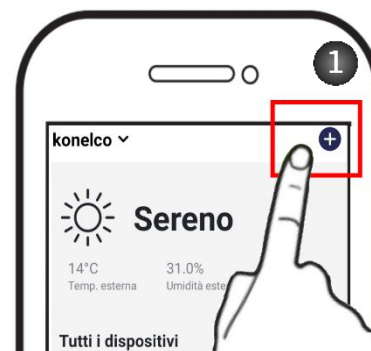 1
konelco
Sereno
14°C 31.0%
Temp. esterna Umidità este
Tutti i dispositivi